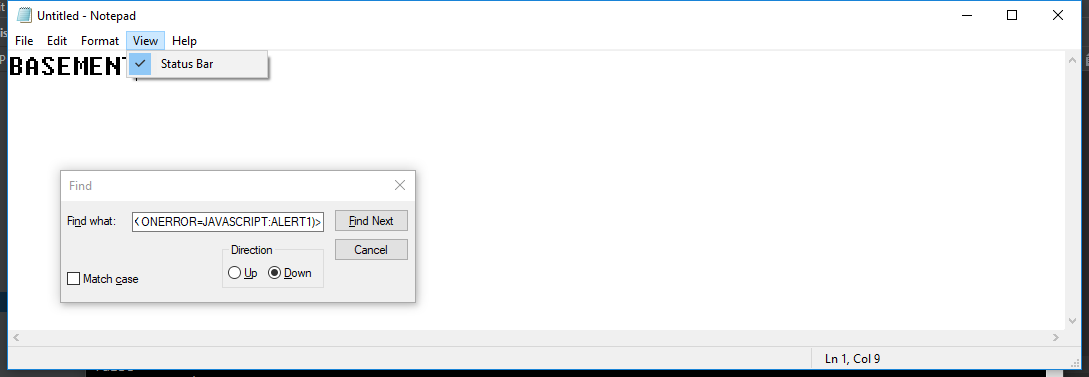 Untitled - Notepad
File Edit Format View Help
Status Bar
BASEMENT
Find
Find what: < ONERROR=JAVASCRIPT:ALERT1)> Find Next
Cancel
Direction
Up Down
Match case
Ln 1, Col 9